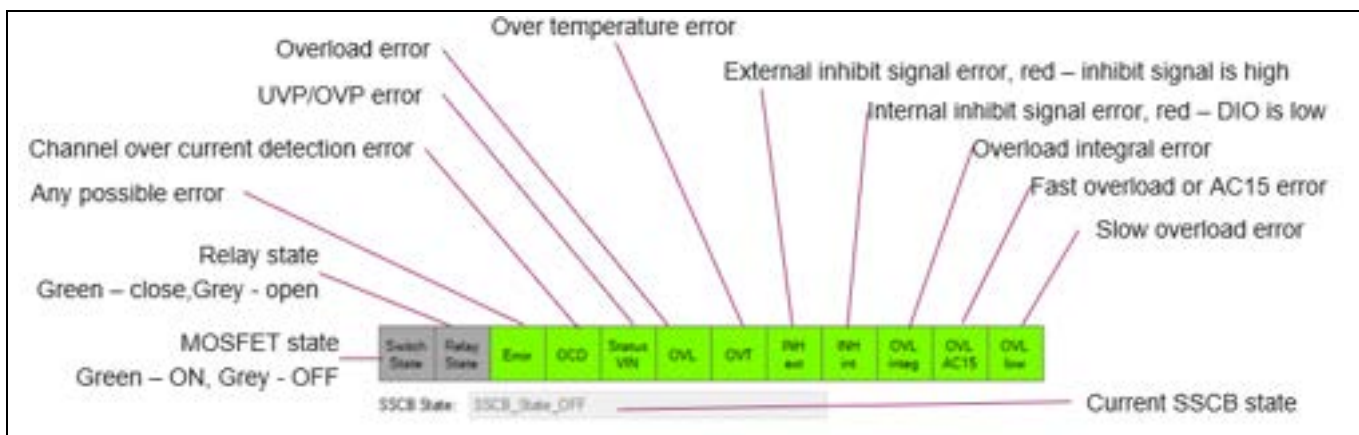 Over temperature error
Overload error
External inhibit signal error, red – inhibit signal is high
UVP/OVP error
Internal inhibit signal error, red – DIO is low
Channel over current detection error
Overload integral error
Any possible error
Fast overload or AC15 error
Slow overload error
Relay state
Green – close,Grey - open
MOSFET state
Green – ON, Grey - OFF
Switch State
Relay State
Error
OCD
Status VIN
OVL
OVT
INH ext
INH int
OVL integ
OVL AC15
OVL low
SSCB State: SSCB_State_OFF
Current SSCB state